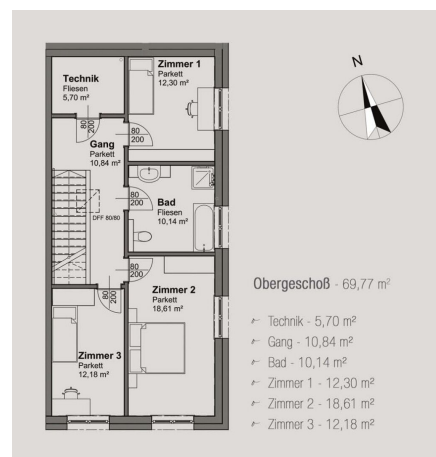 Technik
Fliesen
5,70 m²
Zimmer 1
Parkett
12,30 m²
N
80
200
80
200
Gang
Parkett
10,84 m²
80
200
DFF 80/80
Bad
Fliesen
10,14 m²
80
200
80
200
Zimmer 2
Parkett
18,61 m²
Zimmer 3
Parkett
12,18 m²
Obergeschoß - 69,77 m²
Technik - 5,70 m²
Gang - 10,84 m²
Bad - 10,14 m²
Zimmer 1 - 12,30 m²
Zimmer 2 - 18,61 m²
Zimmer 3 - 12,18 m²